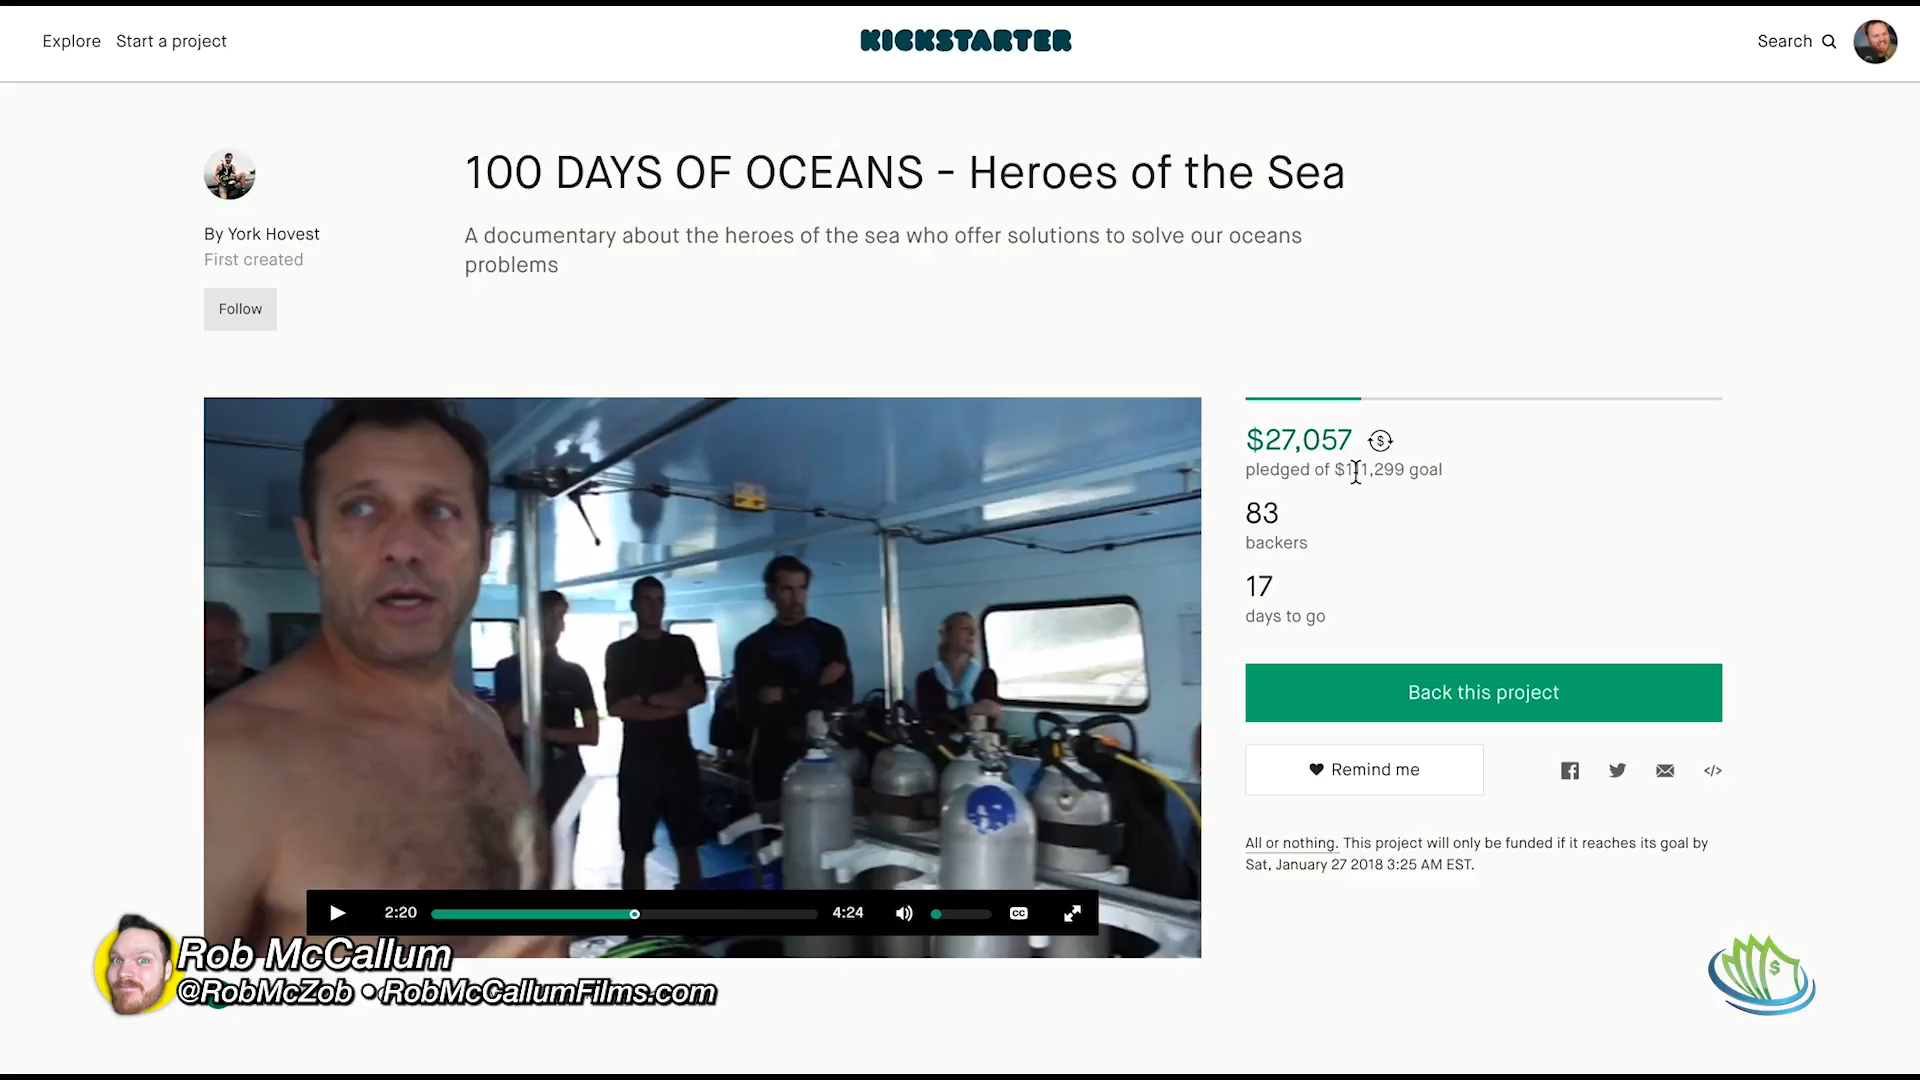 Explore Start a project KICKSTARTER Search
100 DAYS OF OCEANS - Heroes of the Sea
By York Hovest
First created
Follow
A documentary about the heroes of the sea who offer solutions to solve our oceans
problems
$27,057
pledged of $111,299 goal
83
backers
17
days to go
Back this project
Remind me
All or nothing. This project will only be funded if it reaches its goal by
Sat, January 27 2018 3:25 AM EST.
2:20 4:24 CC
Rob McCallum
@RobMcZob • RobMcCallumFilms.com